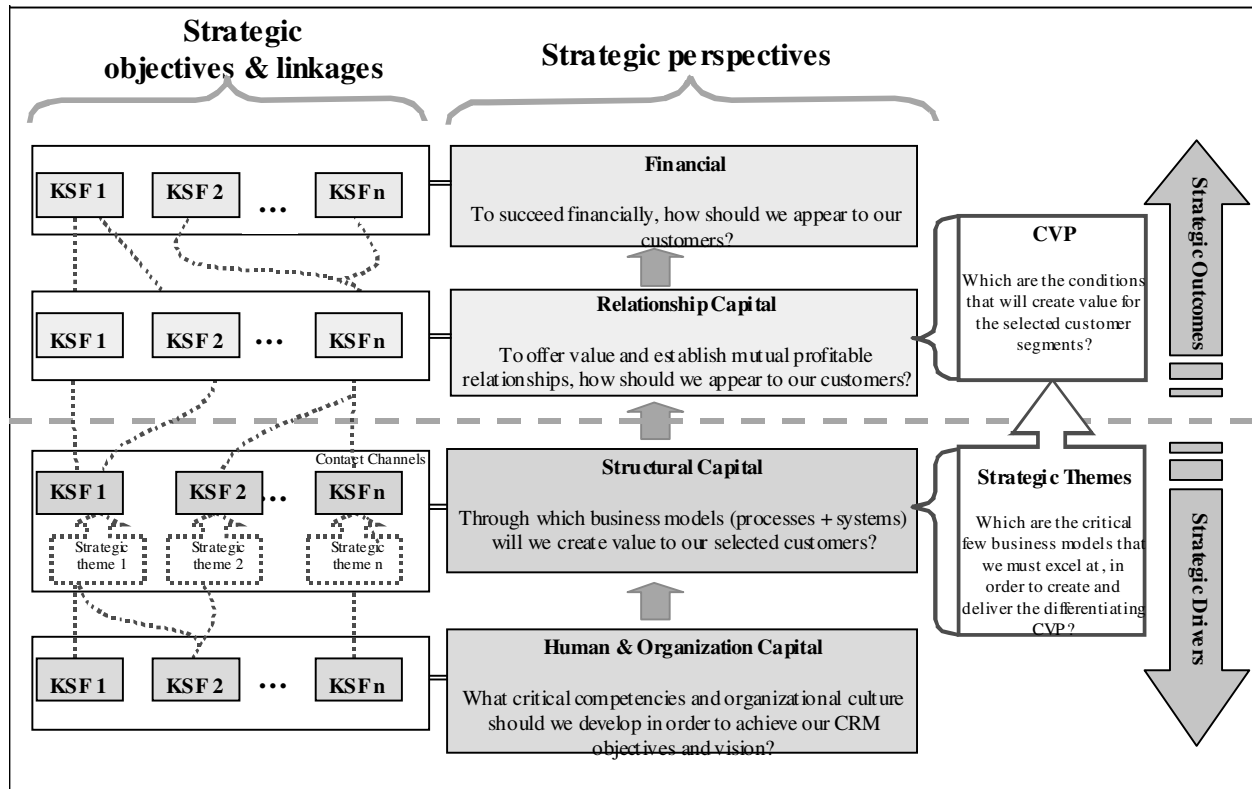 Strategic
objectives & linkages
Strategic perspectives
KSF 1
KSF 2
...
KSF n
Financial
To succeed financially, how should we appear to our
customers?
KSF 1
KSF 2
...
KSF n
Relationship Capital
To offer value and establish mutual profitable
relationships, how should we appear to our customers?
CVP
Which are the conditions
that will create value for
the selected customer
segments?
Strategic Outcomes
Contact Channels
KSF 1
KSF 2
...
KSF n
Strategic
theme 1
Strategic
theme 2
Strategic
theme n
Structural Capital
Through which business models (processes + systems)
will we create value to our selected customers?
Strategic Themes
Which are the critical
few business models that
we must excel at, in
order to create and
deliver the differentiating
CVP?
Strategic Drivers
KSF 1
KSF 2
...
KSF n
Human & Organization Capital
What critical competencies and organizational culture
should we develop in order to achieve our CRM
objectives and vision?